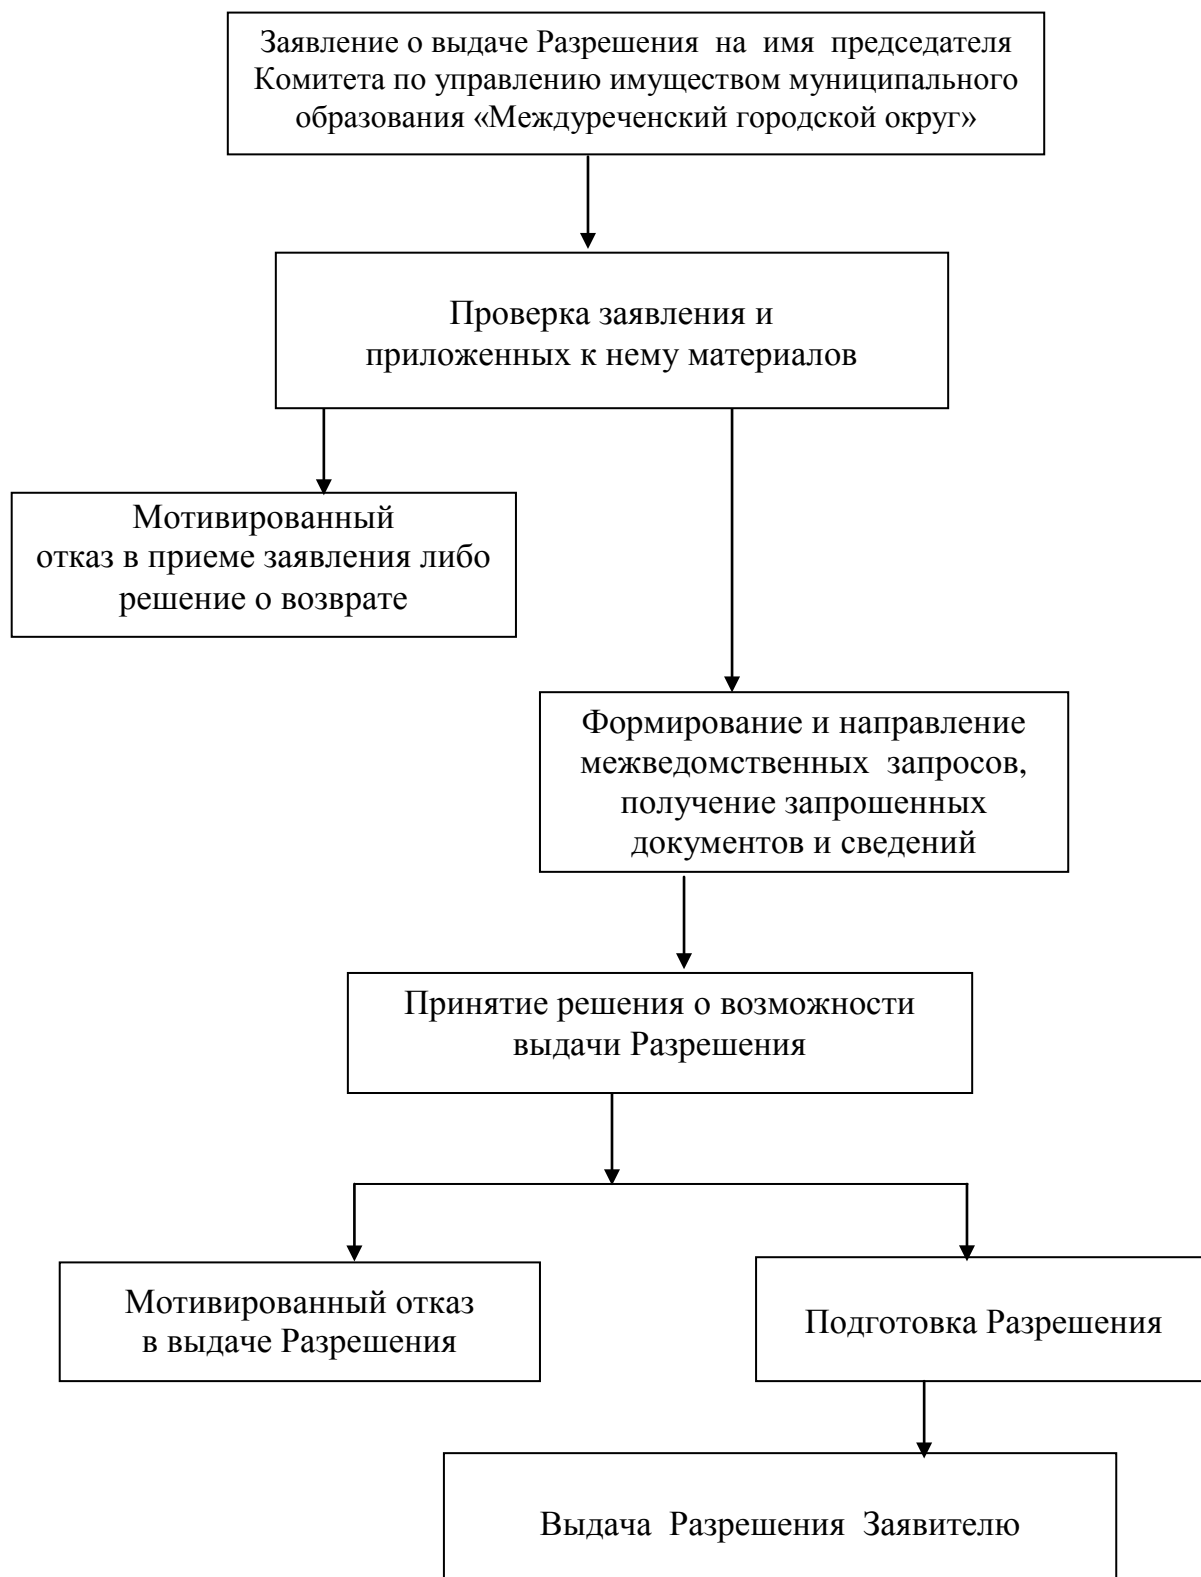 Заявление о выдаче Разрешения на имя председателя
Комитета по управлению имуществом муниципального
образования «Междуреченский городской округ»
Проверка заявления и
приложенных к нему материалов
Мотивированный
отказ в приеме заявления либо
решение о возврате
Формирование и направление
межведомственных запросов,
получение запрошенных
документов и сведений
Принятие решения о возможности
выдачи Разрешения
Мотивированный отказ
в выдаче Разрешения
Подготовка Разрешения
Выдача Разрешения Заявителю